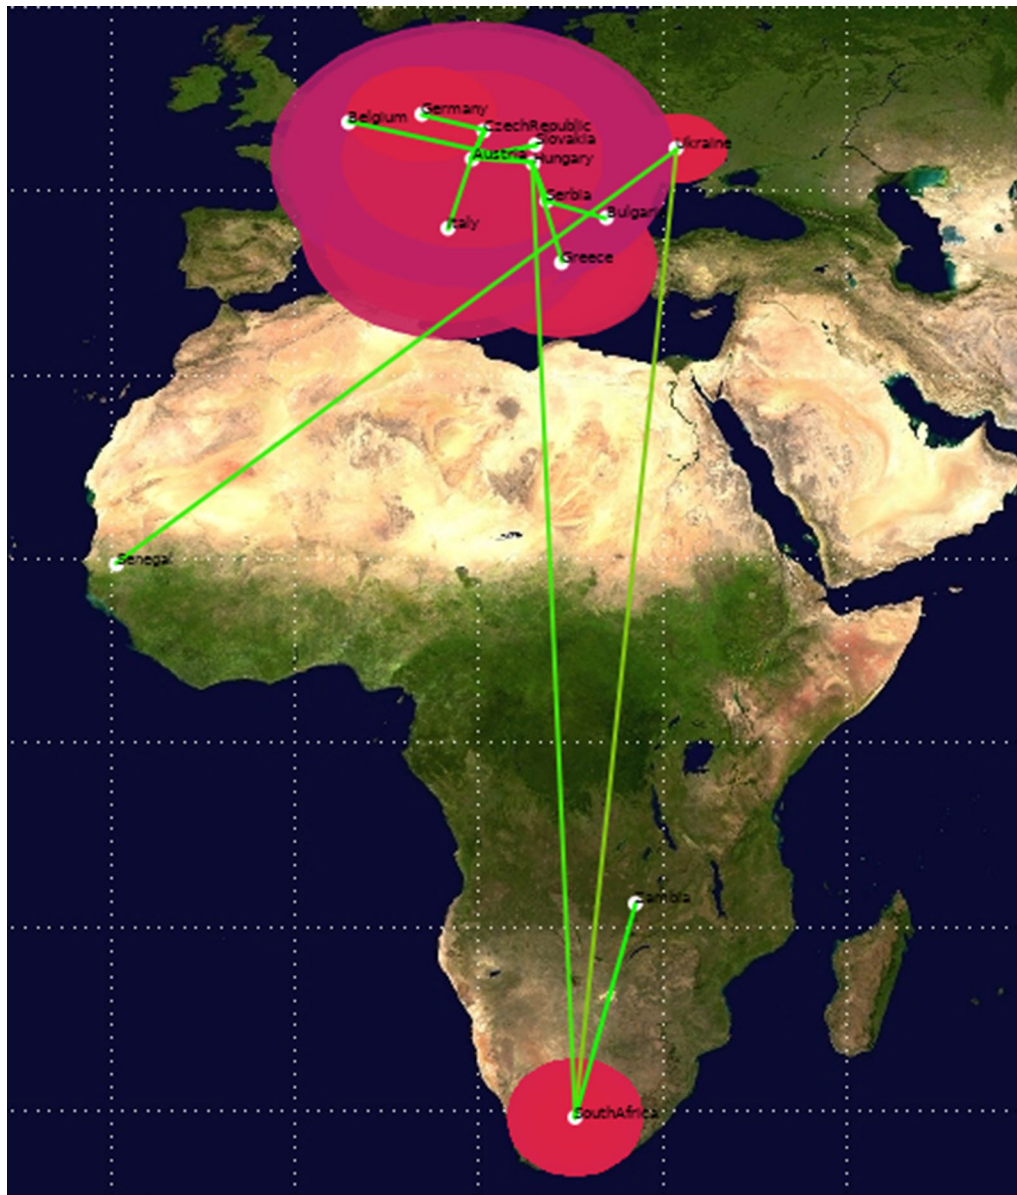 Germany
Belgium
CzechRepublic
Slovakia
Ukraine
Austria
Hungary
Serbia
Bulgaria
Italy
Greece
Senegal
Zambia
SouthAfrica